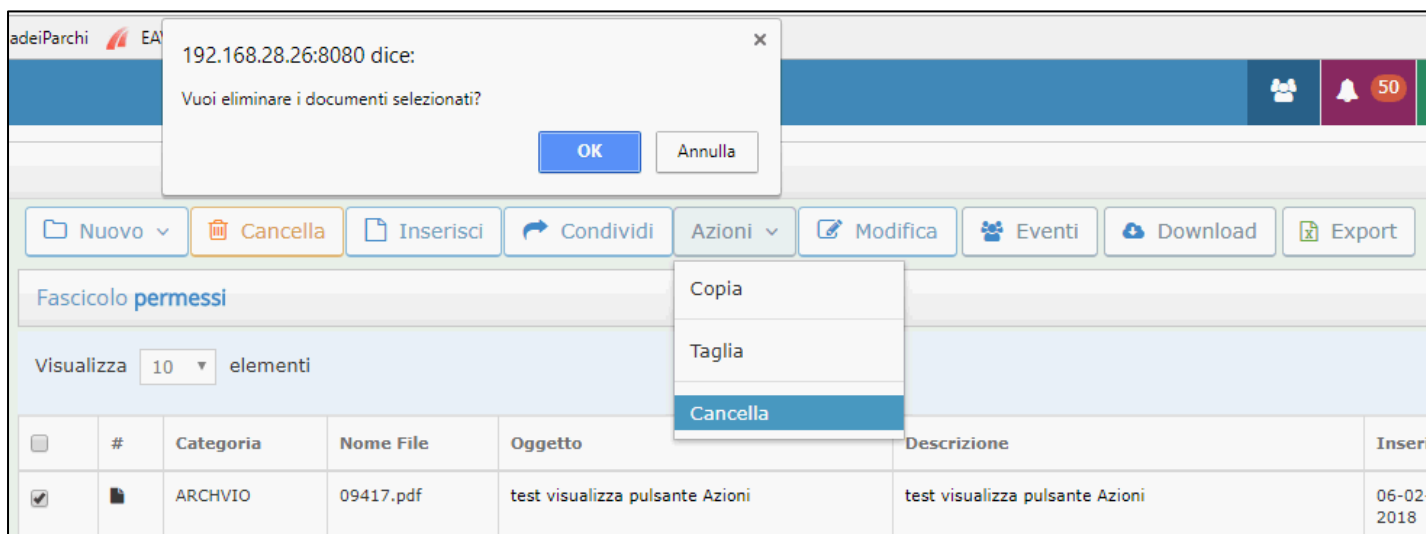 adeiParchi EAV
192.168.28.26:8080 dice:
Vuoi eliminare i documenti selezionati?
OK Annulla
50
Nuovo Cancella Inserisci Condividi Azioni Modifica Eventi Download Export
Copia
Taglia
Cancella
Fascicolo permessi
Visualizza 10 elementi
# Categoria Nome File Oggetto Descrizione Inseri
ARCHVIO 09417.pdf test visualizza pulsante Azioni test visualizza pulsante Azioni 06-02-
2018